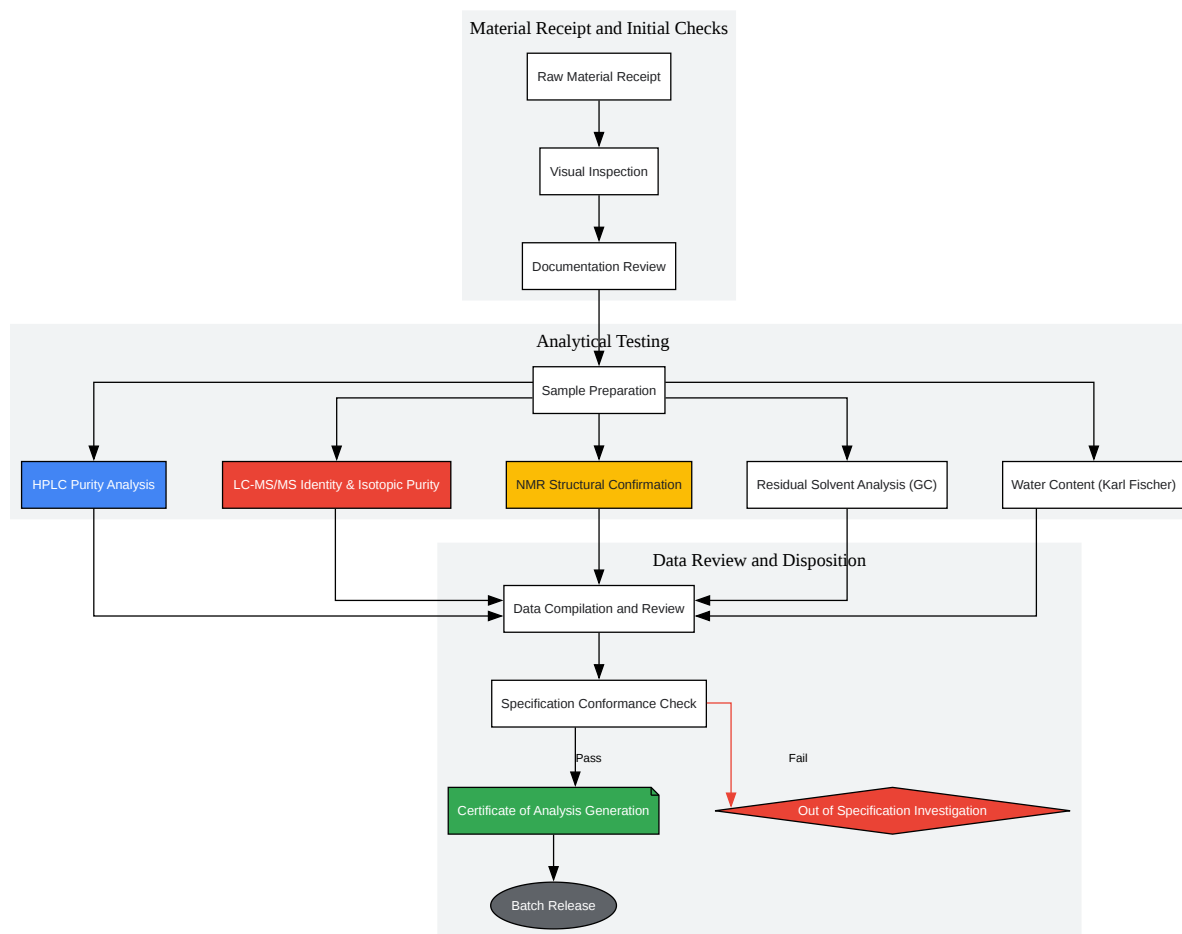 Material Receipt and Initial Checks
Raw Material Receipt
Visual Inspection
Documentation Review
Analytical Testing
Sample Preparation
HPLC Purity Analysis
LC-MS/MS Identity & Isotopic Purity
NMR Structural Confirmation
Residual Solvent Analysis (GC)
Water Content (Karl Fischer)
Data Review and Disposition
Data Compilation and Review
Specification Conformance Check
Pass
Fail
Certificate of Analysis Generation
Out of Specification Investigation
Batch Release